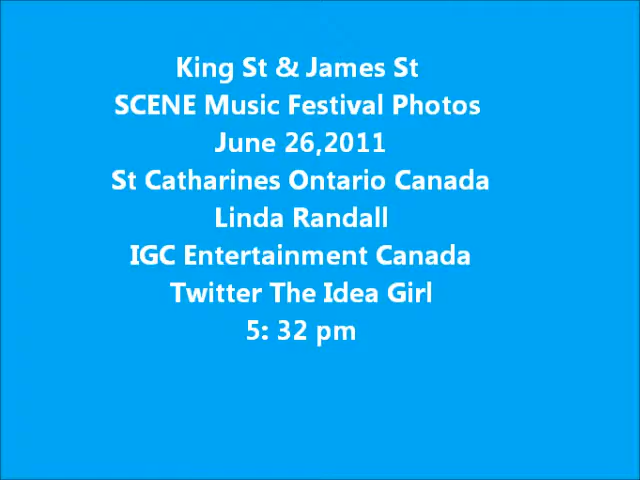 King St & James St
SCENE Music Festival Photos
June 26,2011
St Catharines Ontario Canada
Linda Randall
IGC Entertainment Canada
Twitter The Idea Girl
5: 32 pm